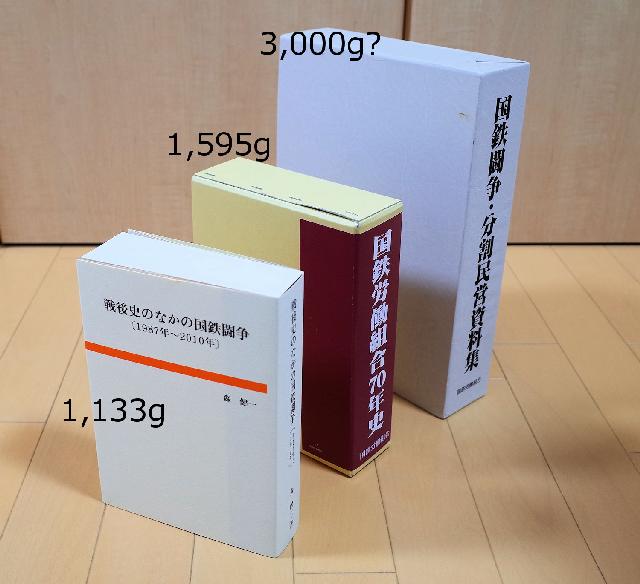 3,000g?
国鉄闘争・分割民営資料集
1,595g
国鉄労働組合70年史
戦後史のなかの国鉄闘争
〔1987年〜2010年〕
1,133g